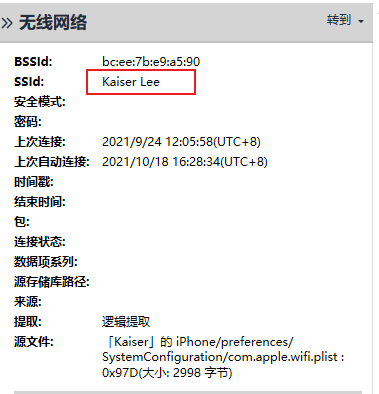 » 无线网络 转到
BSSId: bc:ee:7b:e9:a5:90
SSId: Kaiser Lee
安全模式:
密码:
上次连接: 2021/9/24 12:05:58(UTC+8)
上次自动连接: 2021/10/18 16:28:34(UTC+8)
时间戳:
结束时间:
包:
连接状态:
数据项系列:
源存储库路径:
来源:
提取: 逻辑提取
源文件: 「Kaiser」的 iPhone/preferences/
SystemConfiguration/com.apple.wifi.plist :
0x97D(大小: 2998 字节)